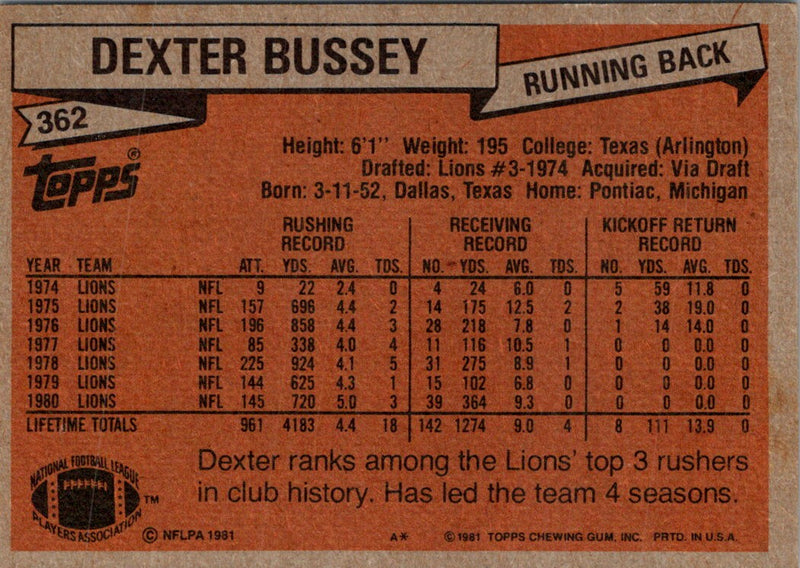 DEXTER BUSSEY
RUNNING BACK
362
Topps®
Height: 6'1" Weight: 195 College: Texas (Arlington)
Drafted: Lions #3-1974 Acquired: Via Draft
Born: 3-11-52, Dallas, Texas Home: Pontiac, Michigan
RUSHING RECORD RECEIVING RECORD KICKOFF RETURN RECORD
YEAR TEAM ATT. YDS. AVG. TDS. NO. YDS. AVG. TDS. NO. YDS. AVG. TDS.
1974 LIONS NFL 9 22 2.4 0 4 24 6.0 0 5 59 11.8 0
1975 LIONS NFL 157 696 4.4 2 14 175 12.5 2 2 38 19.0 0
1976 LIONS NFL 196 858 4.4 3 28 218 7.8 0 1 14 14.0 0
1977 LIONS NFL 85 338 4.0 4 11 116 10.5 1 0 0 0.0 0
1978 LIONS NFL 225 924 4.1 5 31 275 8.9 1 0 0 0.0 0
1979 LIONS NFL 144 625 4.3 1 15 102 6.8 0 0 0 0.0 0
1980 LIONS NFL 145 720 5.0 3 39 364 9.3 0 0 0 0.0 0
LIFETIME TOTALS 961 4183 4.4 18 142 1274 9.0 4 8 111 13.9 0
Dexter ranks among the Lions' top 3 rushers
in club history. Has led the team 4 seasons.
NATIONAL FOOTBALL LEAGUE
PLAYERS ASSOCIATION
™
© NFLPA 1981 A* © 1981 TOPPS CHEWING GUM, INC. PRTD. IN U.S.A.